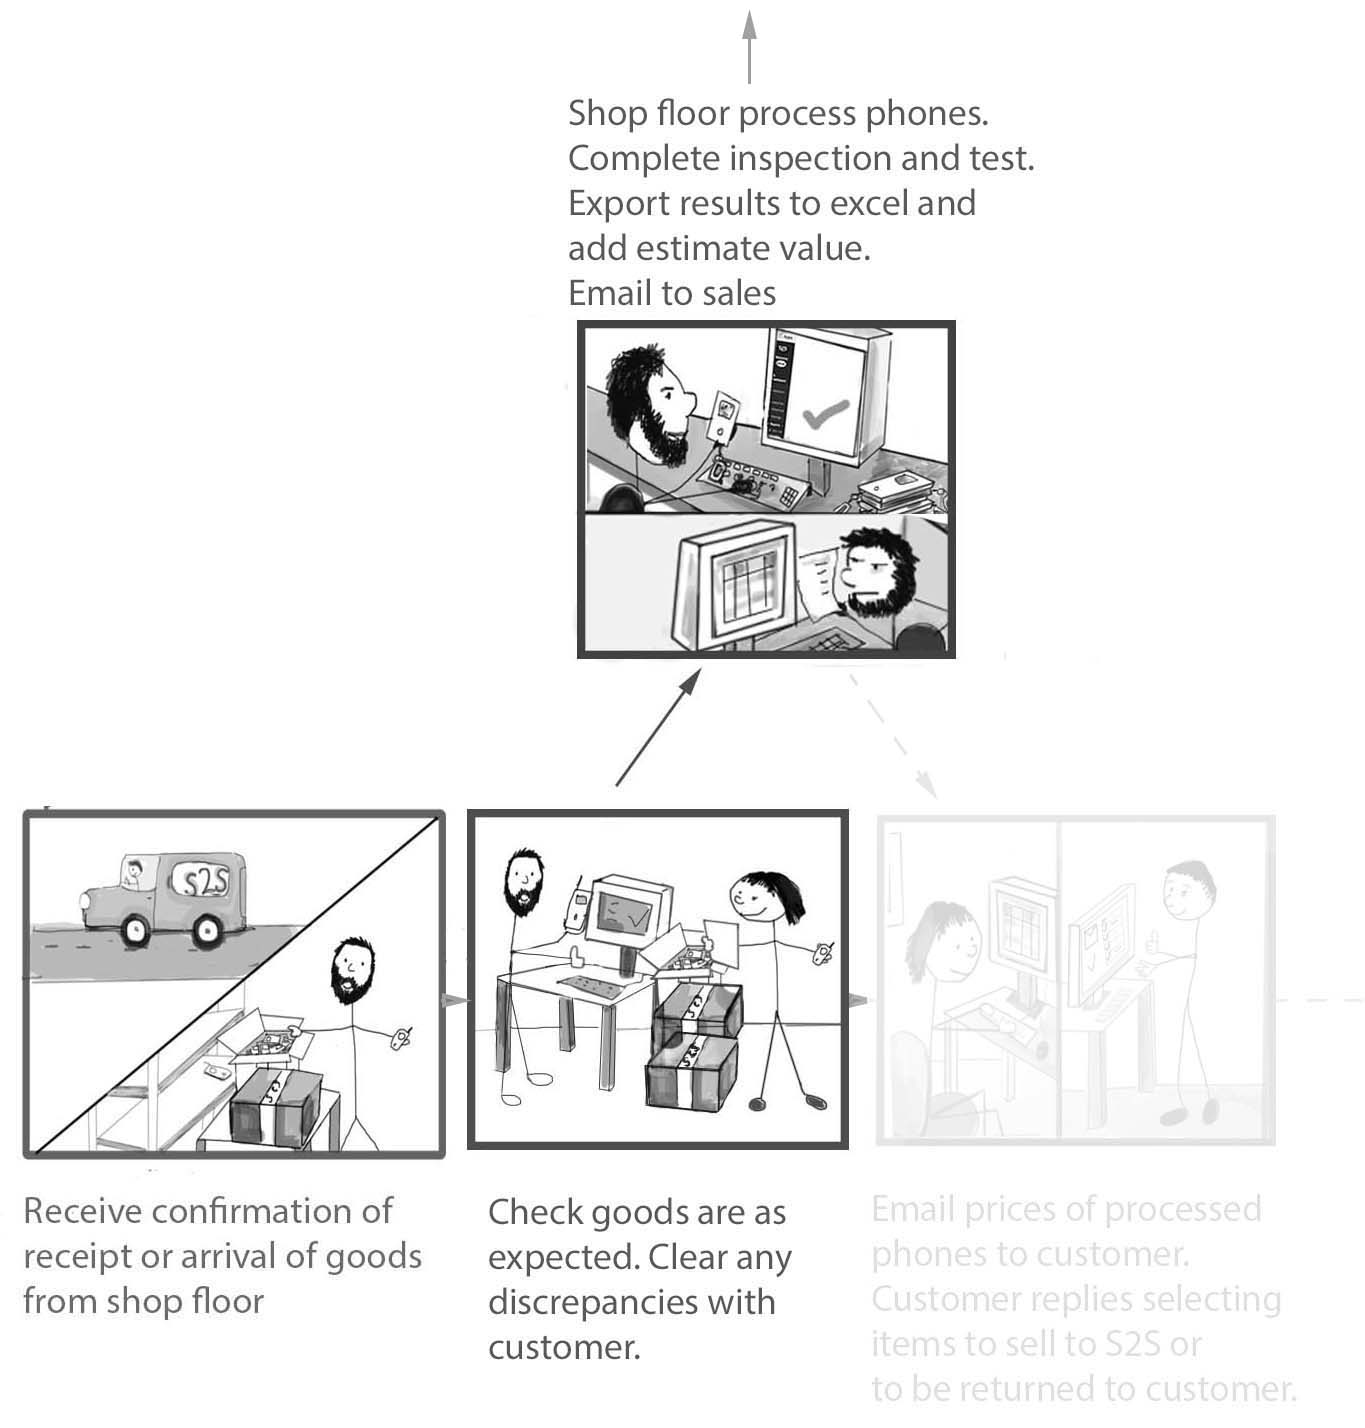 Shop floor process phones.
Complete inspection and test.
Export results to excel and
add estimate value.
Email to sales
S2S
S2S
Receive confirmation of
receipt or arrival of goods
from shop floor
Check goods are as
expected. Clear any
discrepancies with
customer.
Email prices of processed
phones to customer.
Customer replies selecting
items to sell to S2S or
to be returned to customer.